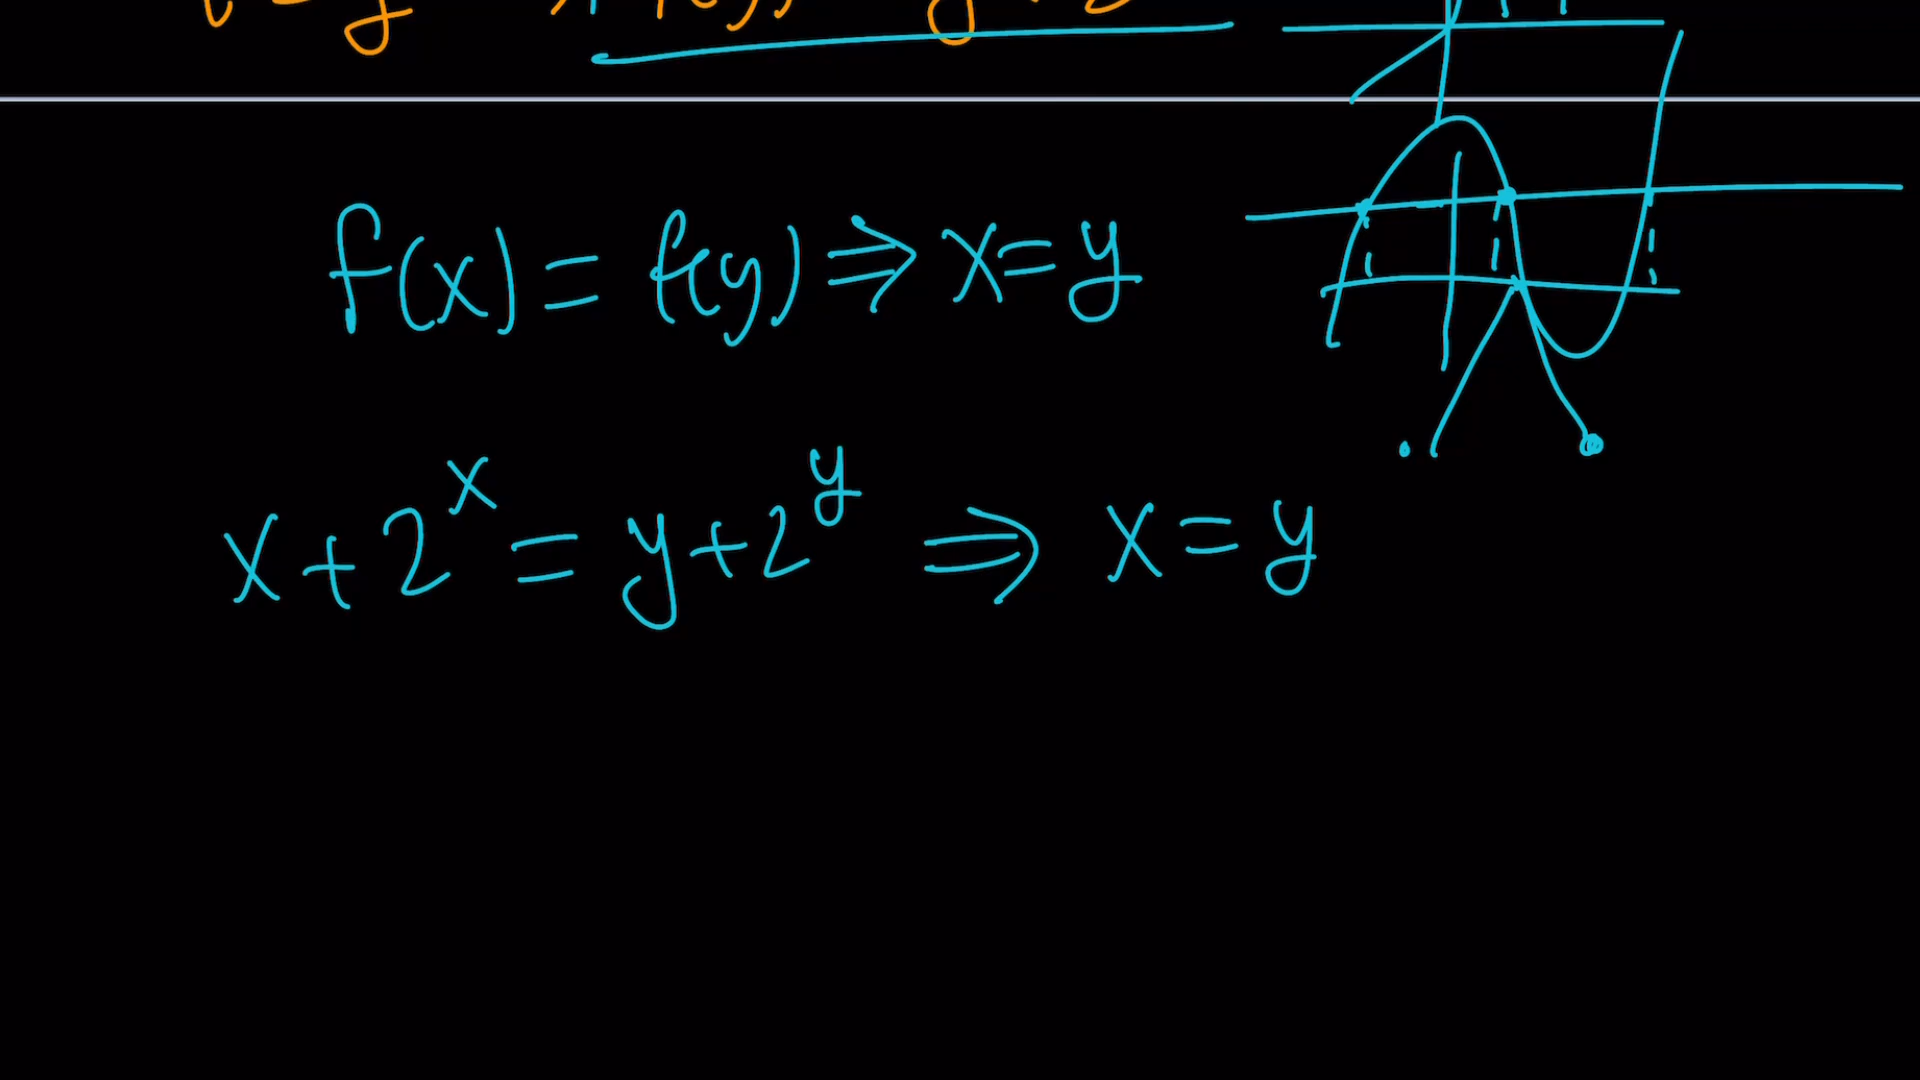 f(x) = f(y) ⇒ x = y
x + 2^x = y + 2^y ⇒ x = y